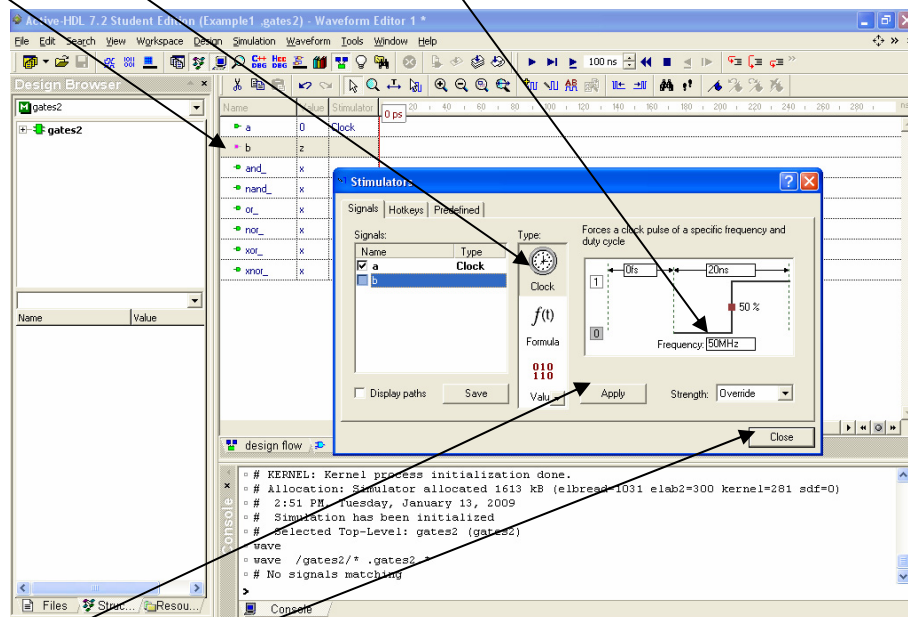 Active-HDL 7.2 Student Edition (Example1 ,gates2) - Waveform Editor 1 *
File Edit Search View Workspace Design Simulation Waveform Tools Window Help
100 ns
Design Browser
gates2
gates2
Name Value
Files Struc... Resou...
Name Value Stimulator
20 40 60 80 100 120 140 160 180 200 220 240 260 280
0 ps
a 0 Clock
b z
and_ x
nand_ x
or_ x
nor_ x
xor_ x
xnor_ x
Stimulators
Signals Hotkeys Predefined
Signals:
Name Type
a Clock
b
Display paths
Save
Type:
Clock
f(t)
Formula
010
110
Valu
Forces a clock pulse of a specific frequency and
duty cycle
0fs 20ns
1
50 %
0
Frequency: 50MHz
Apply
Strength: Override
Close
design flow
# KERNEL: Kernel process initialization done.
# Allocation: Simulator allocated 1613 kB (elbread=1031 elab2=300 kernel=281 sdf=0)
# 2:51 PM, Tuesday, January 13, 2009
# Simulation has been initialized
# Selected Top-Level: gates2 (gates2)
wave
wave /gates2/* .gates2.*
# No signals matching
>
Console
Console